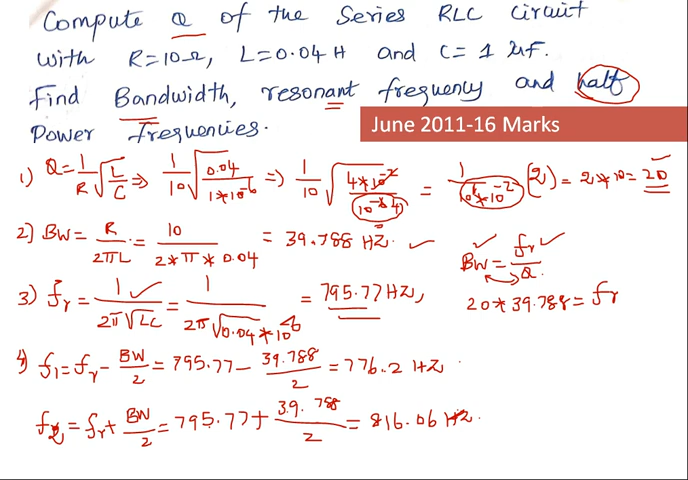 Compute Q of the Series RLC circuit
with R=10Ω, L=0.04 H and C=1 μF.
Find Bandwidth, resonant frequency and half
Power frequencies.
June 2011-16 Marks
1) Q = 1/R √(L/C) ⇒ 1/10 √(0.04/(1*10^-6)) ⇒ 1/10 √(4*10^-2/ = 1/ (2) = 2*10 = 20
2) BW = R/(2πL) = 10/(2*π*0.04) = 39.788 HZ.
BW = fr/Q
3) fr = 1/(2π√LC) = 1/(2π√(0.04*10^-6)) = 795.77 HZ,
20*39.788 = fr
4) f1 = fr - BW/2 = 795.77 - 39.788/2 = 776.2 HZ
f2 = fr + BW/2 = 795.77 + 39.788/2 = 816.06 HZ.